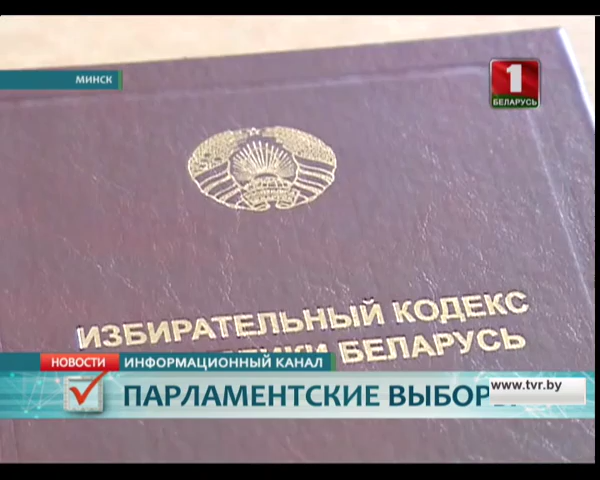 МИНСК
1
БЕЛАРУСЬ
ИЗБИРАТЕЛЬНЫЙ КОДЕКС
БЕЛАРУСЬ
НОВОСТИ
ИНФОРМАЦИОННЫЙ КАНАЛ
ПАРЛАМЕНТСКИЕ ВЫБОРЫ
www.tvr.by